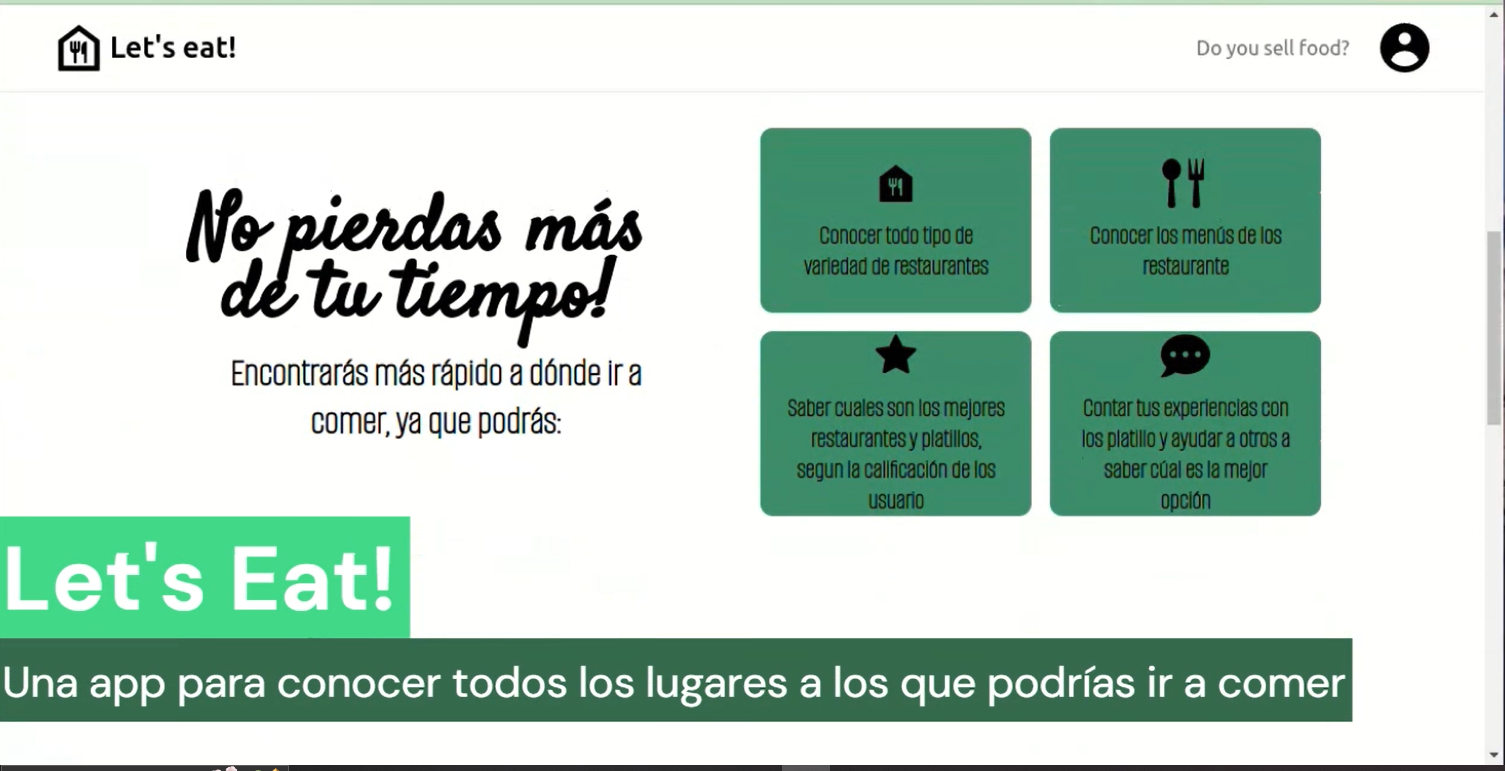 Let's eat!
Do you sell food?
No pierdas más
de tu tiempo!
Encontrarás más rápido a dónde ir a
comer, ya que podrás:
Conocer todo tipo de
variedad de restaurantes
Conocer los menús de los
restaurante
Saber cuales son los mejores
restaurantes y platillos,
segun la calificación de los
usuario
Contar tus experiencias con
los platillo y ayudar a otros a
saber cúal es la mejor
opción
Let's Eat!
Una app para conocer todos los lugares a los que podrías ir a comer